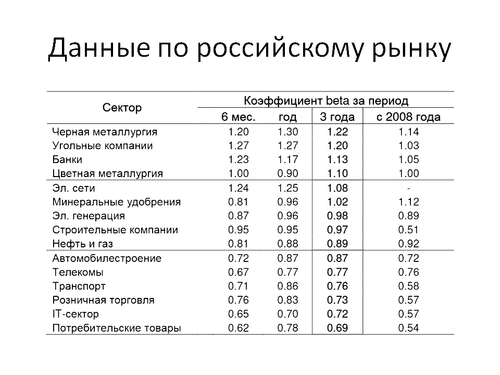 Данные по российскому рынку
Сектор Коэффициент beta за период
6 мес. год 3 года с 2008 года
Черная металлургия 1.20 1.30 1.22 1.14
Угольные компании 1.27 1.27 1.20 1.03
Банки 1.23 1.17 1.13 1.05
Цветная металлургия 1.00 0.90 1.10 1.00
Эл. сети 1.24 1.25 1.08 -
Минеральные удобрения 0.81 0.96 1.02 1.12
Эл. генерация 0.87 0.96 0.98 0.89
Строительные компании 0.95 0.95 0.97 0.51
Нефть и газ 0.81 0.88 0.89 0.92
Автомобилестроение 0.72 0.87 0.87 0.72
Телекомы 0.67 0.77 0.77 0.76
Транспорт 0.71 0.86 0.76 0.58
Розничная торговля 0.76 0.83 0.73 0.57
IT-сектор 0.65 0.70 0.72 0.57
Потребительские товары 0.62 0.78 0.69 0.54